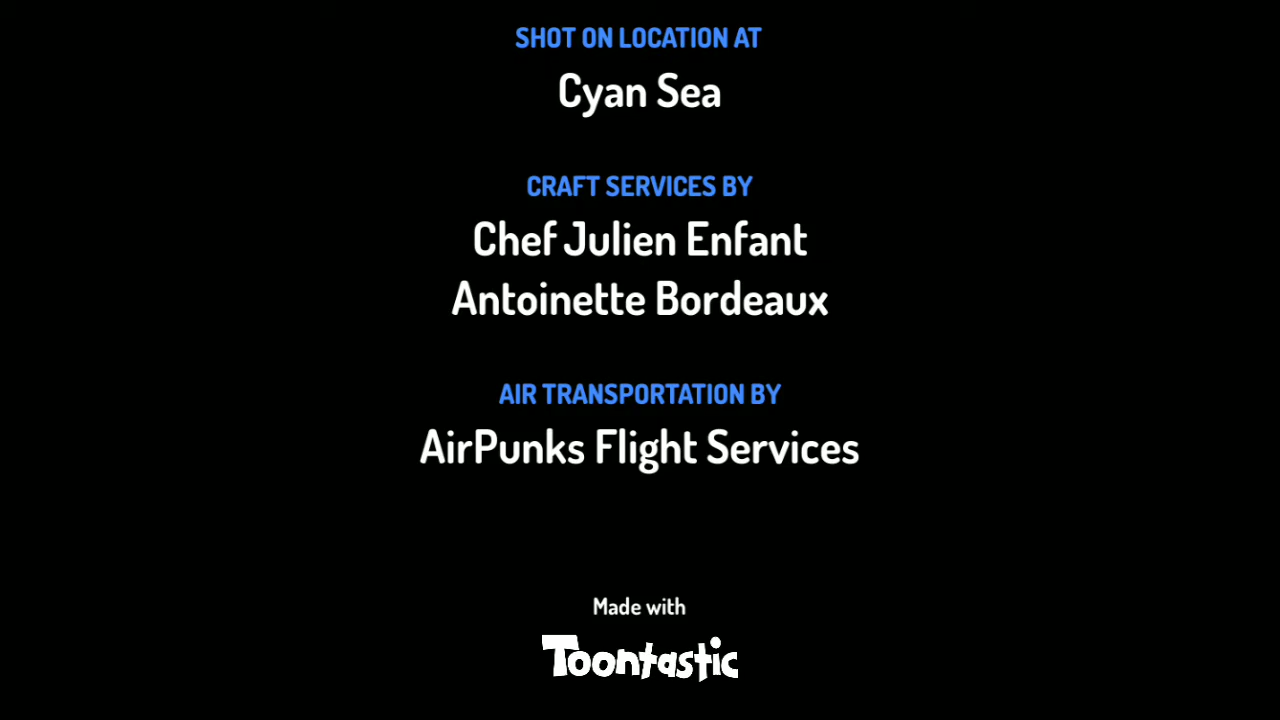 SHOT ON LOCATION AT
Cyan Sea
CRAFT SERVICES BY
Chef Julien Enfant
Antoinette Bordeaux
AIR TRANSPORTATION BY
AirPunks Flight Services
Made with
Toontastic